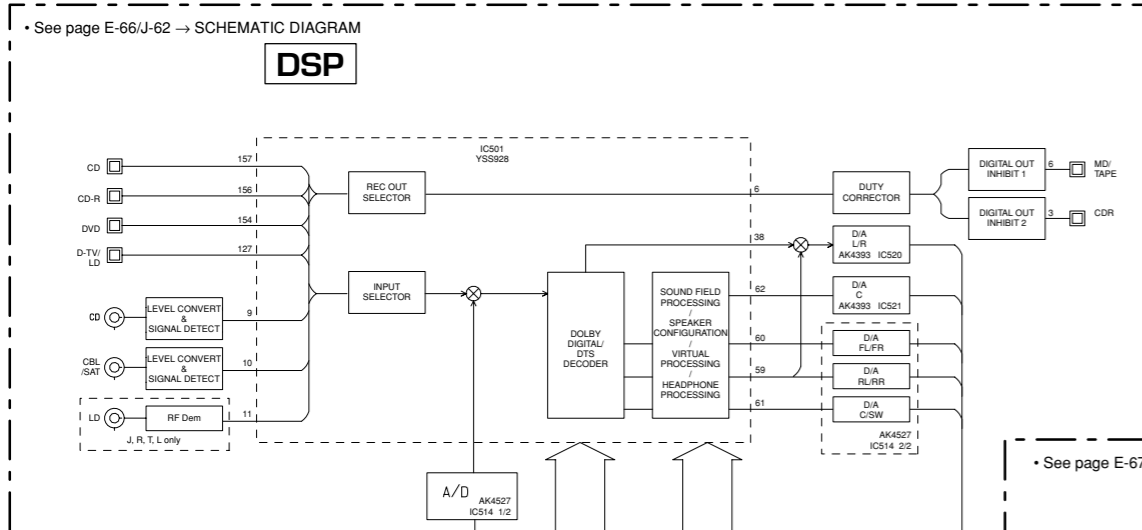 • See page E-66/J-62 → SCHEMATIC DIAGRAM
DSP
IC501
YSS928
CD
157
CD-R
156
DVD
154
D-TV/
LD
127
REC OUT
SELECTOR
6
DUTY
CORRECTOR
DIGITAL OUT
INHIBIT 1
6
MD/
TAPE
DIGITAL OUT
INHIBIT 2
3
CDR
CD
LEVEL CONVERT
&
SIGNAL DETECT
9
CBL
/SAT
LEVEL CONVERT
&
SIGNAL DETECT
10
LD
RF Dem
11
J, R, T, L only
INPUT
SELECTOR
DOLBY
DIGITAL/
DTS
DECODER
SOUND FIELD
PROCESSING
/
SPEAKER
CONFIGURATION
/
VIRTUAL
PROCESSING
/
HEADPHONE
PROCESSING
38
D/A
L/R
AK4393 IC520
62
D/A
C
AK4393 IC521
60
D/A
FL/FR
59
D/A
RL/RR
61
D/A
C/SW
AK4527
IC514 2/2
A/D
AK4527
IC514 1/2
• See page E-67